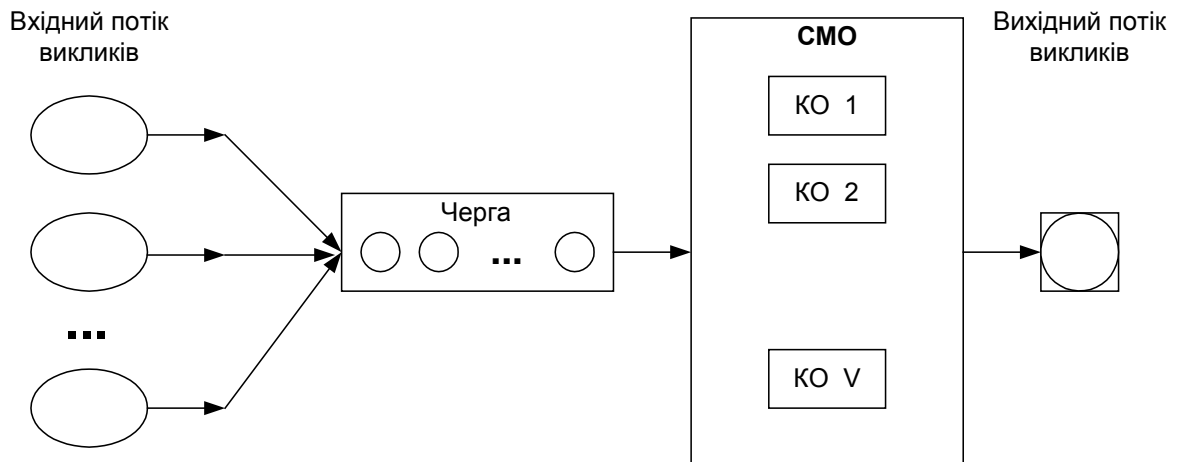 Вхідний потік
викликів
СМО
Вихідний потік
викликів
КО 1
КО 2
Черга
...
...
КО V